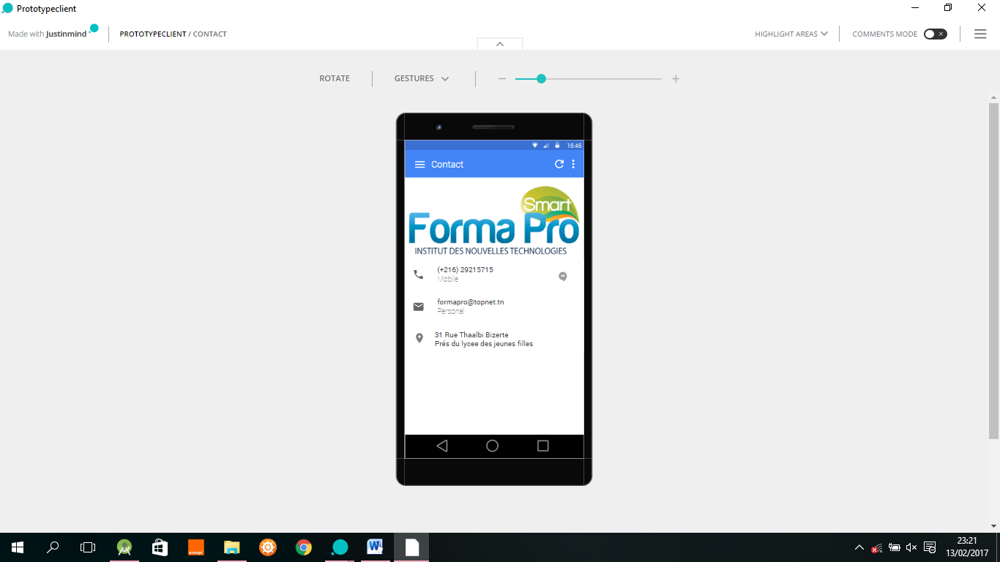 Prototypeclient
Made with Justinmind
PROTOTYPECLIENT / CONTACT
HIGHLIGHT AREAS
COMMENTS MODE
ROTATE
GESTURES
15:45
Contact
Smart
Forma Pro
INSTITUT DES NOUVELLES TECHNOLOGIES
(+216) 29215715
Mobile
formapro@topnet.tn
Personal
31 Rue Thaalbi Bizerte
Prés du lycee des jeunes filles
orange
23:21
13/02/2017